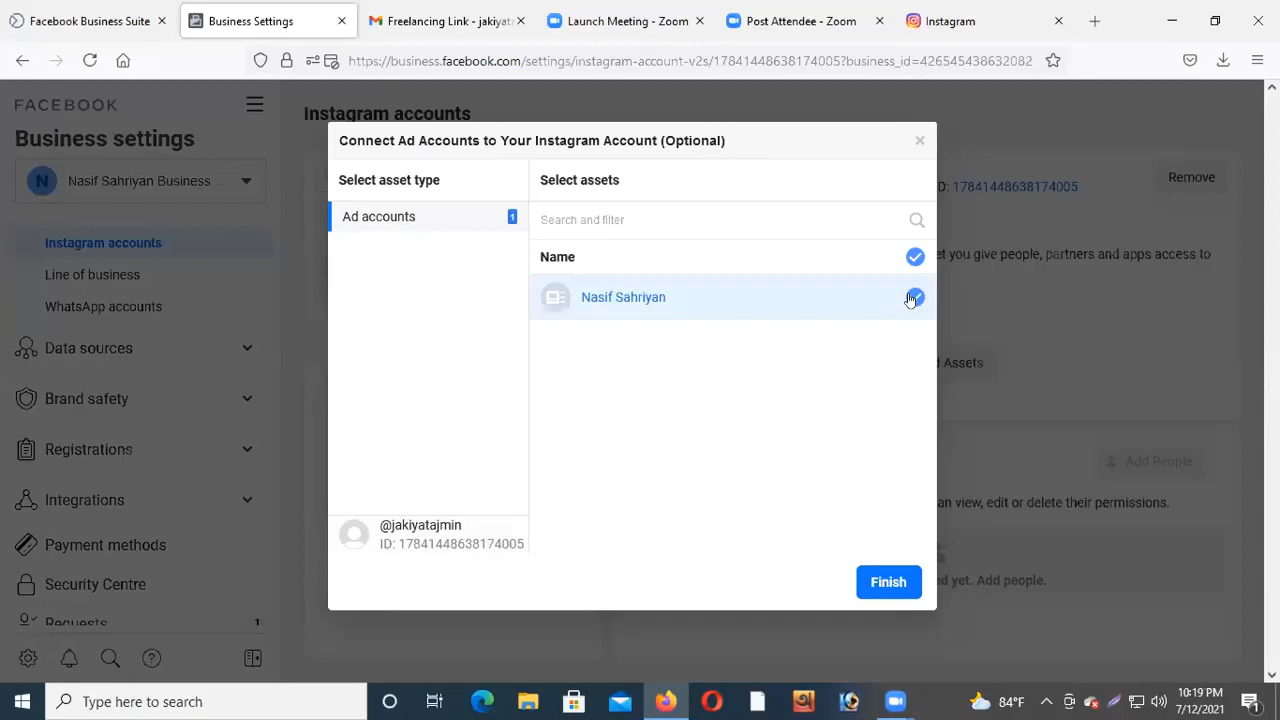 Facebook Business Suite
Business Settings
Freelancing Link - jakiyat
Launch Meeting - Zoom
Post Attendee - Zoom
Instagram
https://business.facebook.com/settings/instagram-account-v2s/17841448638174005?business_id=426545438632082
FACEBOOK
Business settings
N
Nasif Sahriyan Business ...
Instagram accounts
Line of business
WhatsApp accounts
Data sources
Brand safety
Registrations
Integrations
Payment methods
Security Centre
Requests
1
Instagram accounts
D: 17841448638174005
Remove
et you give people, partners and apps access to
d Assets
Add People
an view, edit or delete their permissions.
d yet. Add people.
Connect Ad Accounts to Your Instagram Account (Optional)
Select asset type
Ad accounts
1
@jakiyatajmin
ID: 17841448638174005
Select assets
Search and filter
Name
Nasif Sahriyan
Finish
Type here to search
84°F
10:19 PM
7/12/2021
1